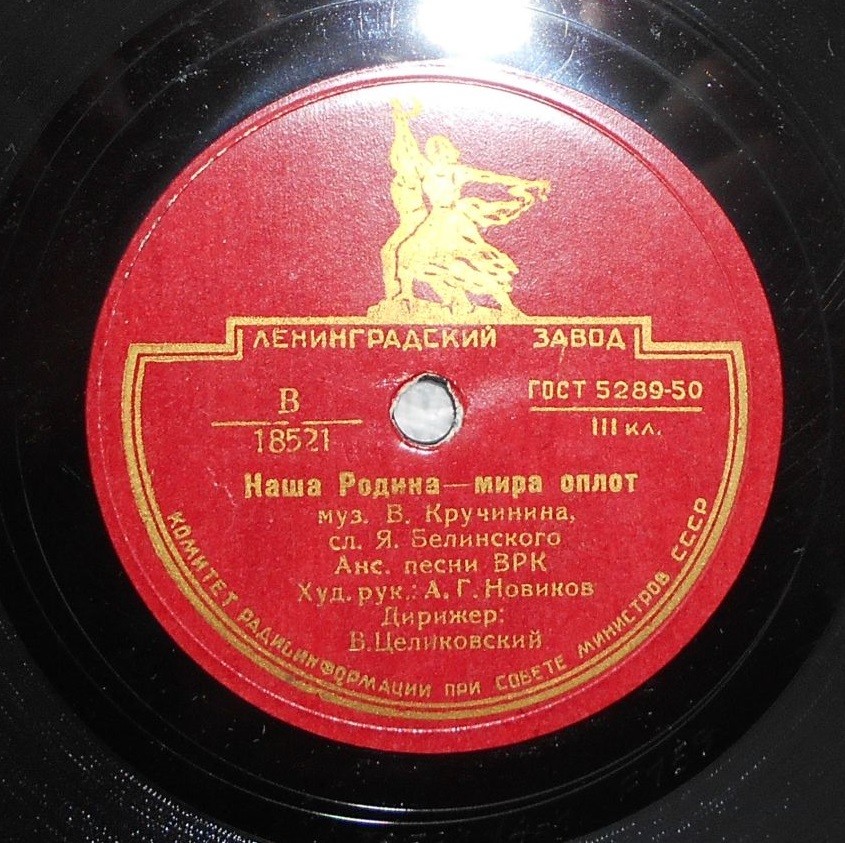 ЛЕНИНГРАДСКИЙ ЗАВОД
В
18521
ГОСТ 5289-50
III кл.
Наша Родина—мира оплот
муз. В. Кручинина,
сл. Я. Белинского
Анс. песни ВРК
Худ. рук.: А. Г. Новиков
Дирижер:
В. Целиковский
КОМИТЕТ РАДИОИНФОРМАЦИИ ПРИ СОВЕТЕ МИНИСТРОВ СССР